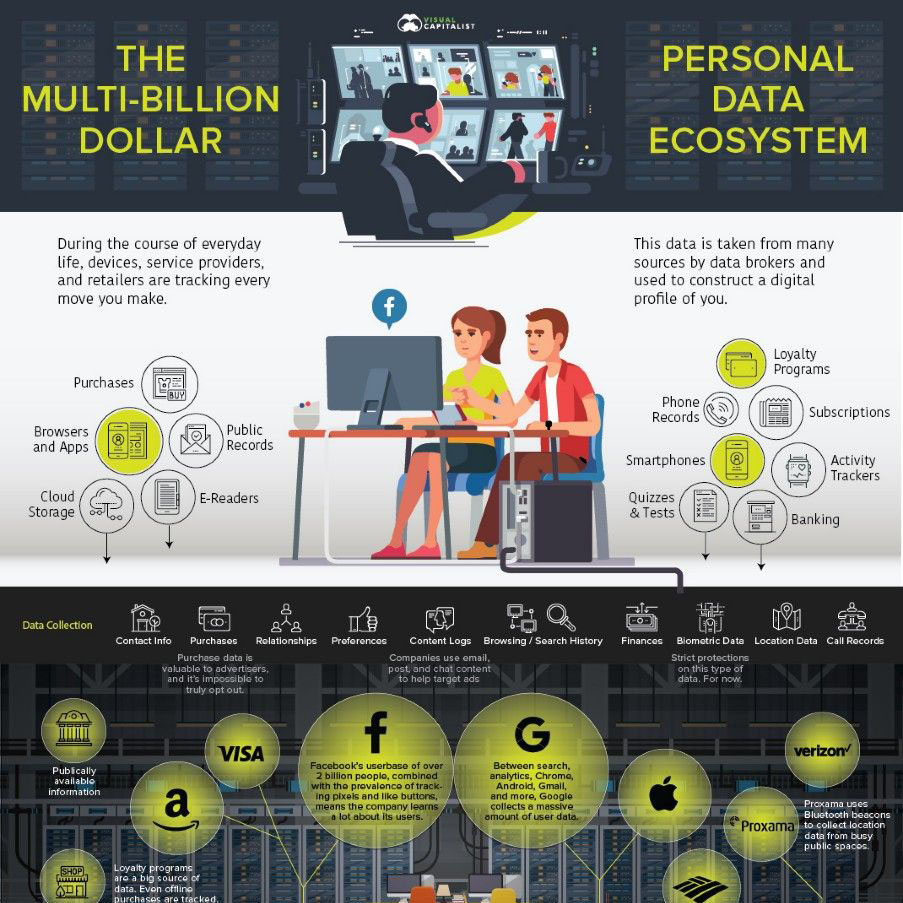 VISUAL
CAPITALIST
THE
MULTI-BILLION
DOLLAR
PERSONAL
DATA
ECOSYSTEM
During the course of everyday
life, devices, service providers,
and retailers are tracking every
move you make.
This data is taken from many
sources by data brokers and
used to construct a digital
profile of you.
f
Purchases
BUY
Browsers
and Apps
Public
Records
Cloud
Storage
E-Readers
Loyalty
Programs
Phone
Records
Subscriptions
Smartphones
Activity
Trackers
Quizzes
& Tests
Banking
Data Collection
Contact Info
Purchases
Relationships
Preferences
Content Logs
Browsing / Search History
Finances
Biometric Data
Location Data
Call Records
Purchase data is
valuable to advertisers,
and it's impossible to
truly opt out.
Companies use email,
post, and chat content
to help target ads
Strict protections
on this type of
data. For now.
Publically
available
information
VISA
a
f
Facebook's userbase of over
2 billion people, combined
with the prevalence of track-
ing pixels and like buttons,
means the company learns
a lot about its users.
G
Between search,
analytics, Chrome,
Android, Gmail,
and more, Google
collects a massive
amount of user data.
verizon
Proxama
Proxama uses
Bluetooth beacons
to collect location
data from busy
public spaces.
SHOP
Loyalty programs
are a big source of
data. Even offline
purchases are tracked.